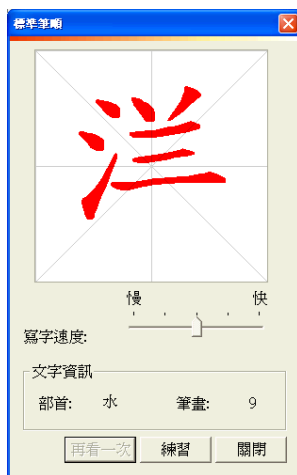 標準筆順
洋
慢 快
寫字速度:
文字資訊
部首: 水 筆畫: 9
再看一次 練習 關閉